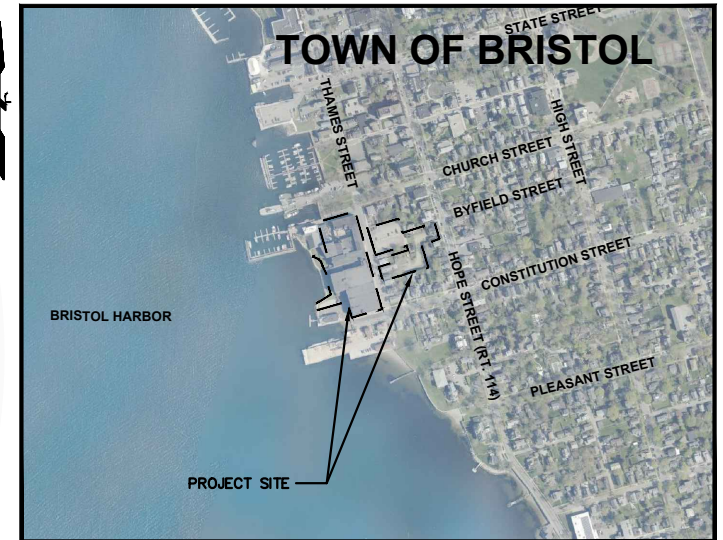 STATE STREET
TOWN OF BRISTOL
THAMES STREET
HIGH STREET
CHURCH STREET
BYFIELD STREET
CONSTITUTION STREET
HOPE STREET (RT. 114)
BRISTOL HARBOR
PLEASANT STREET
PROJECT SITE